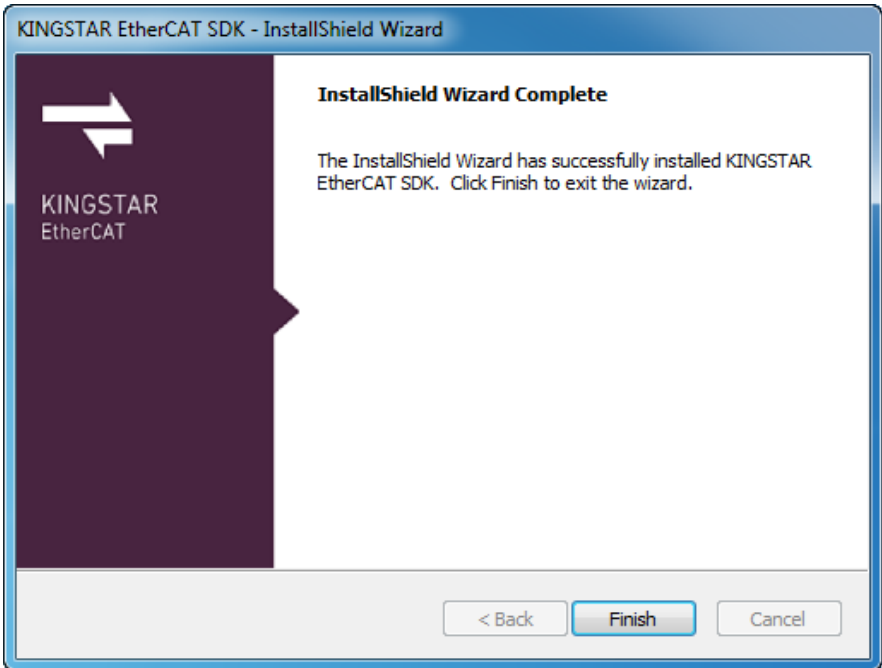 KINGSTAR EtherCAT SDK - InstallShield Wizard
KINGSTAR
EtherCAT
InstallShield Wizard Complete
The InstallShield Wizard has successfully installed KINGSTAR
EtherCAT SDK.  Click Finish to exit the wizard.
< Back
Finish
Cancel